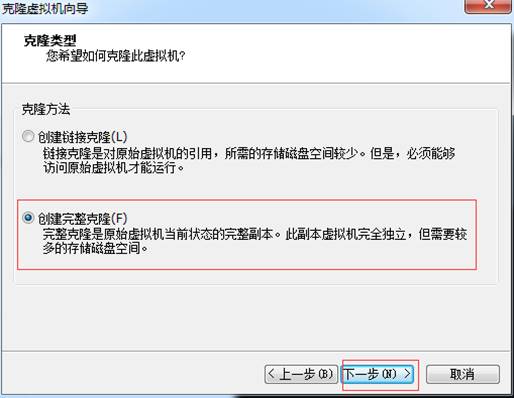 克隆虚拟机向导
克隆类型
您希望如何克隆此虚拟机?
克隆方法
创建链接克隆(L)
链接克隆是对原始虚拟机的引用，所需的存储磁盘空间较少。但是，必须能够
访问原始虚拟机才能运行。
创建完整克隆(F)
完整克隆是原始虚拟机当前状态的完整副本。此副本虚拟机完全独立，但需要较
多的存储磁盘空间。
< 上一步(B) 下一步(N) > 取消